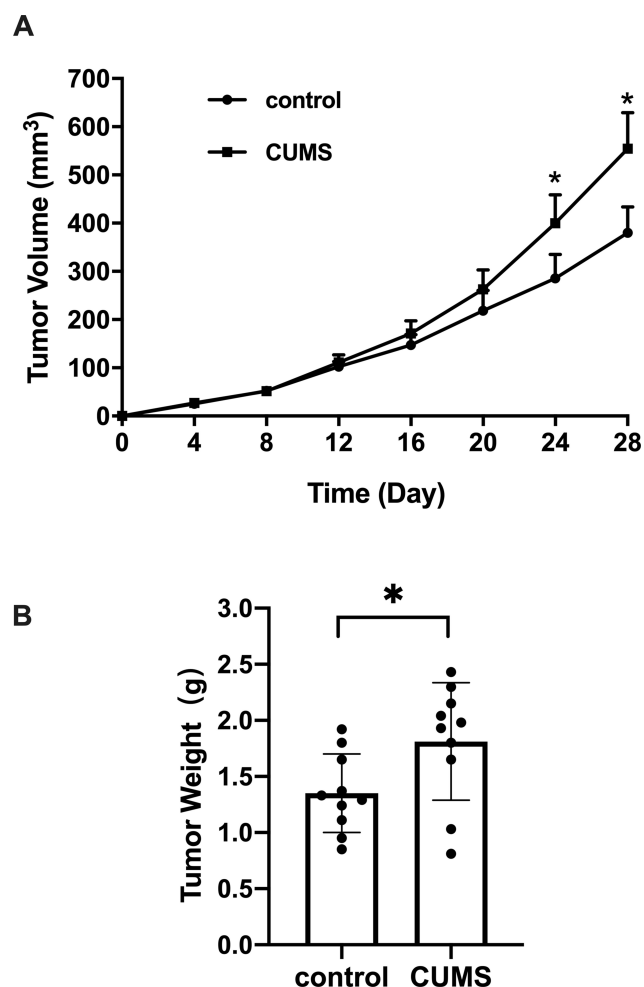 A
700
600
500
400
300
200
100
0
Tumor Volume (mm³)
control
CUMS
*
*
0 4 8 12 16 20 24 28
Time (Day)
B
*
3.0
2.5
2.0
1.5
1.0
0.5
0.0
Tumor Weight (g)
control CUMS